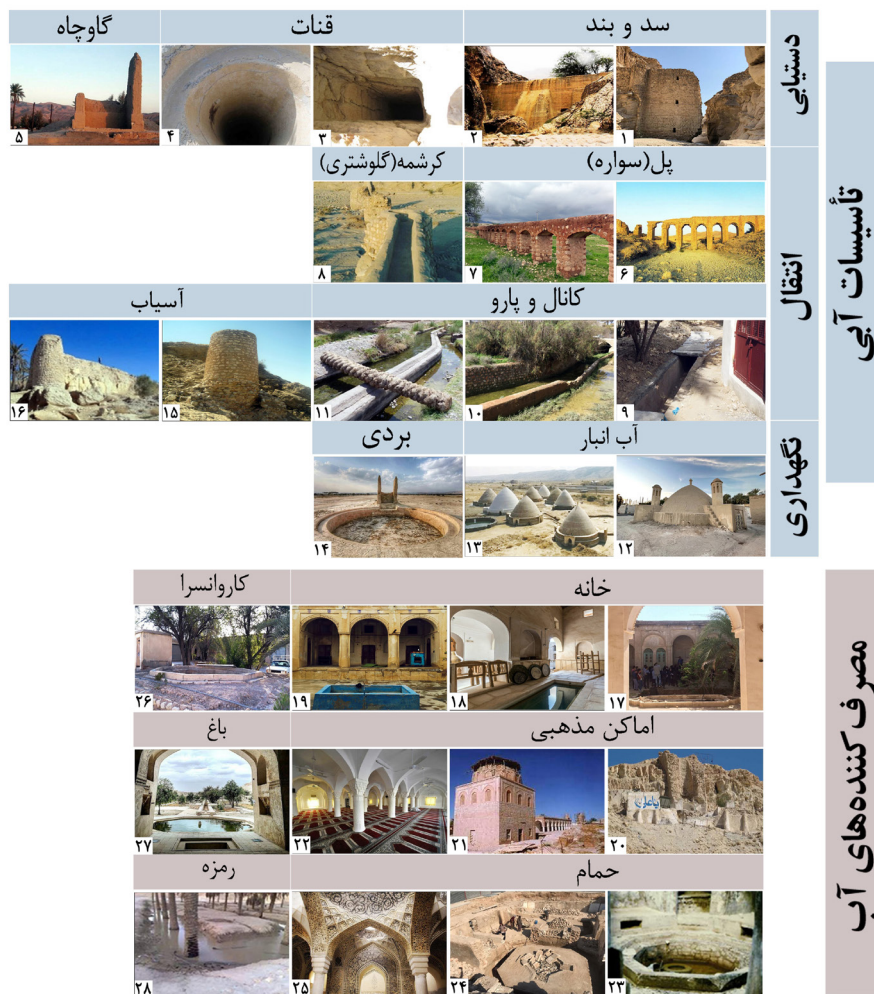 تأسیسات آبی
دستیابی
سد و بند
قنات
گاوچاه
۱
۲
۳
۴
۵
انتقال
پل(سواره)
کرشمه(گلوشتری)
۶
۷
۸
کانال و پارو
آسیاب
۹
۱۰
۱۱
۱۵
۱۶
نگهداری
آب انبار
بردی
۱۲
۱۳
۱۴
مصرف کننده‌های آب
خانه
کاروانسرا
۱۷
۱۸
۱۹
۲۶
اماکن مذهبی
باغ
۲۰
۲۱
۲۲
۲۷
حمام
رمزه
۲۳
۲۴
۲۵
۲۸